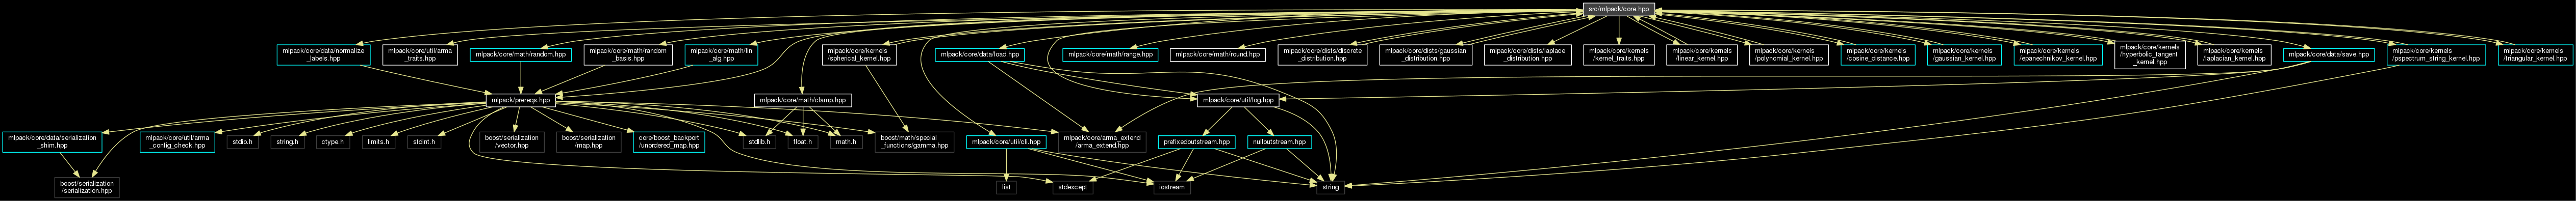 src/mlpack/core.hpp
mlpack/core/data/normalize
_labels.hpp
mlpack/core/util/arma
_traits.hpp
mlpack/core/math/random.hpp
mlpack/core/math/random
_basis.hpp
mlpack/core/math/lin
_alg.hpp
mlpack/core/kernels
/spherical_kernel.hpp
mlpack/core/data/load.hpp
mlpack/core/math/range.hpp
mlpack/core/math/round.hpp
mlpack/core/dists/discrete
_distribution.hpp
mlpack/core/dists/gaussian
_distribution.hpp
mlpack/core/dists/laplace
_distribution.hpp
mlpack/core/kernels
/kernel_traits.hpp
mlpack/core/kernels
/linear_kernel.hpp
mlpack/core/kernels
/polynomial_kernel.hpp
mlpack/core/kernels
/cosine_distance.hpp
mlpack/core/kernels
/gaussian_kernel.hpp
mlpack/core/kernels
/epanechnikov_kernel.hpp
mlpack/core/kernels
/hyperbolic_tangent
_kernel.hpp
mlpack/core/kernels
/laplacian_kernel.hpp
mlpack/core/data/save.hpp
mlpack/core/kernels
/pspectrum_string_kernel.hpp
mlpack/core/kernels
/triangular_kernel.hpp
mlpack/prereqs.hpp
mlpack/core/math/clamp.hpp
mlpack/core/util/log.hpp
mlpack/core/data/serialization
_shim.hpp
mlpack/core/util/arma
_config_check.hpp
stdio.h
string.h
ctype.h
limits.h
stdint.h
boost/serialization
/vector.hpp
boost/serialization
/map.hpp
core/boost_backport
/unordered_map.hpp
stdlib.h
float.h
math.h
boost/math/special
_functions/gamma.hpp
mlpack/core/util/cli.hpp
mlpack/core/arma_extend
/arma_extend.hpp
prefixedoutstream.hpp
nulloutstream.hpp
boost/serialization
/serialization.hpp
list
stdexcept
iostream
string